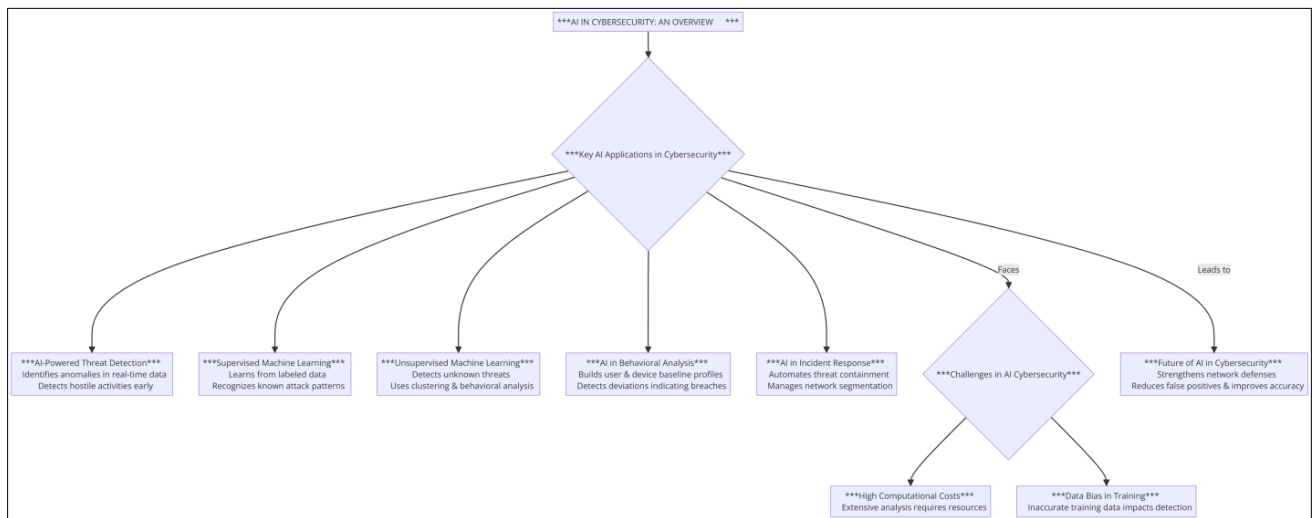 ***AI IN CYBERSECURITY: AN OVERVIEW ***
***Key AI Applications in Cybersecurity***
Faces
Leads to
***AI-Powered Threat Detection***
Identifies anomalies in real-time data
Detects hostile activities early
***Supervised Machine Learning***
Learns from labeled data
Recognizes known attack patterns
***Unsupervised Machine Learning***
Detects unknown threats
Uses clustering & behavioral analysis
***AI in Behavioral Analysis***
Builds user & device baseline profiles
Detects deviations indicating breaches
***AI in Incident Response***
Automates threat containment
Manages network segmentation
***Challenges in AI Cybersecurity***
***Future of AI in Cybersecurity***
Strengthens network defenses
Reduces false positives & improves accuracy
***High Computational Costs***
Extensive analysis requires resources
***Data Bias in Training***
Inaccurate training data impacts detection